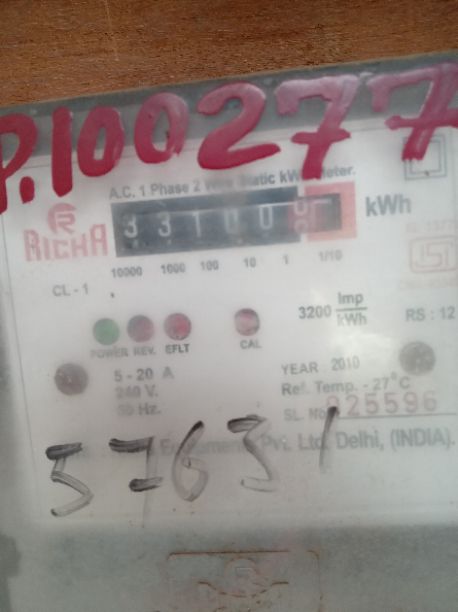 P.100277
A.C. 1 Phase 2 Wire Static kWh Meter.
RICHA
33100
kWh
10000 1000 100 10 1 1/10
CL - 1
3200 Imp/kWh
RS : 12
POWER REV. EFLT
CAL
5 - 20 A
YEAR : 2010
240 V.
Ref. Temp. - 27°C
50 Hz.
SL. No. 025596
Pvt. Ltd. Delhi, (INDIA).
57631